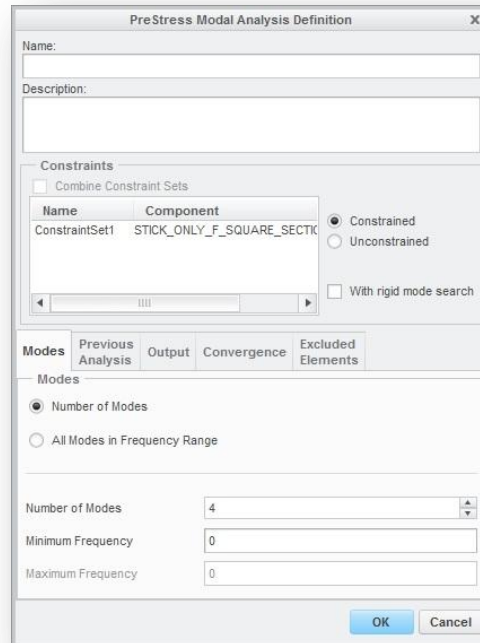 PreStress Modal Analysis Definition X
Name:
Description:
Constraints
Combine Constraint Sets
Name Component
ConstraintSet1 STICK_ONLY_F_SQUARE_SECTIO
Constrained
Unconstrained
With rigid mode search
Modes Previous Analysis Output Convergence Excluded Elements
Modes
Number of Modes
All Modes in Frequency Range
Number of Modes 4
Minimum Frequency 0
Maximum Frequency 0
OK Cancel